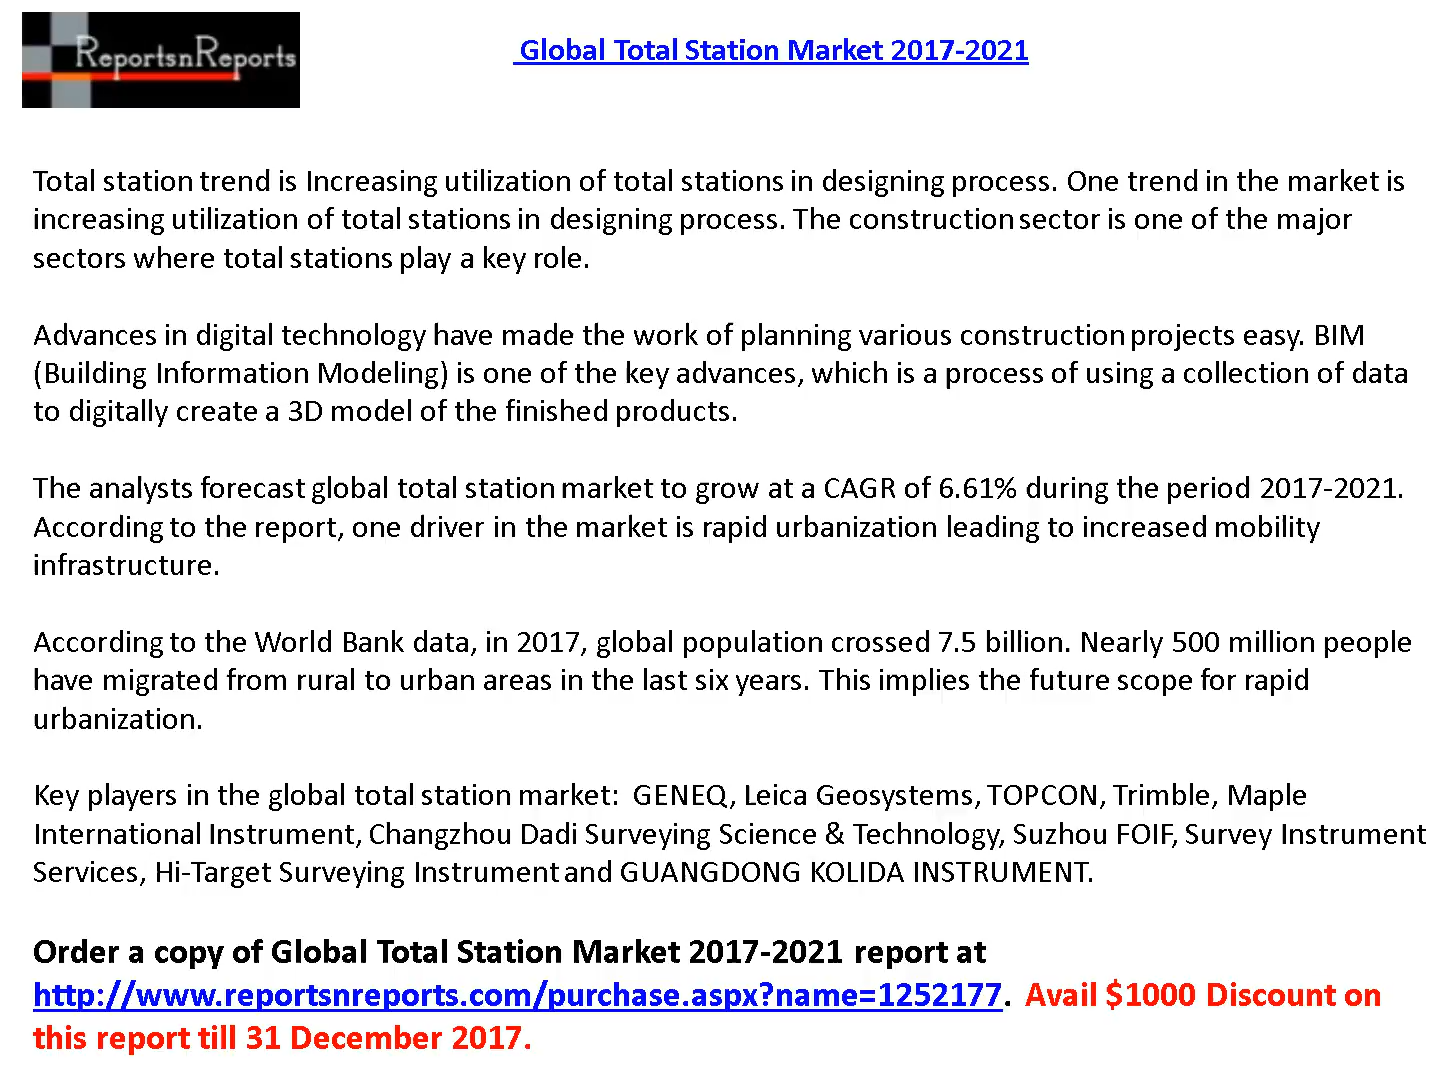 ReportsnReports
Global Total Station Market 2017-2021
Total station trend is Increasing utilization of total stations in designing process. One trend in the market is
increasing utilization of total stations in designing process. The construction sector is one of the major
sectors where total stations play a key role.
Advances in digital technology have made the work of planning various construction projects easy. BIM
(Building Information Modeling) is one of the key advances, which is a process of using a collection of data
to digitally create a 3D model of the finished products.
The analysts forecast global total station market to grow at a CAGR of 6.61% during the period 2017-2021.
According to the report, one driver in the market is rapid urbanization leading to increased mobility
infrastructure.
According to the World Bank data, in 2017, global population crossed 7.5 billion. Nearly 500 million people
have migrated from rural to urban areas in the last six years. This implies the future scope for rapid
urbanization.
Key players in the global total station market:  GENEQ, Leica Geosystems, TOPCON, Trimble, Maple
International Instrument, Changzhou Dadi Surveying Science & Technology, Suzhou FOIF, Survey Instrument
Services, Hi-Target Surveying Instrument and GUANGDONG KOLIDA INSTRUMENT.
Order a copy of Global Total Station Market 2017-2021 report at
http://www.reportsnreports.com/purchase.aspx?name=1252177.  Avail $1000 Discount on
this report till 31 December 2017.